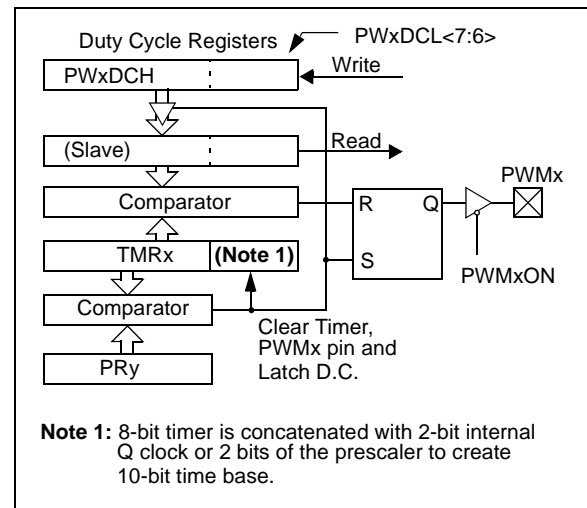 Duty Cycle Registers
PWxDCL<7:6>
PWxDCH
Write
(Slave)
Read
Comparator
R
Q
PWMx
TMRx
(Note 1)
S
PWMxON
Comparator
Clear Timer,
PWMx pin and
Latch D.C.
PRy
Note 1: 8-bit timer is concatenated with 2-bit internal
Q clock or 2 bits of the prescaler to create
10-bit time base.